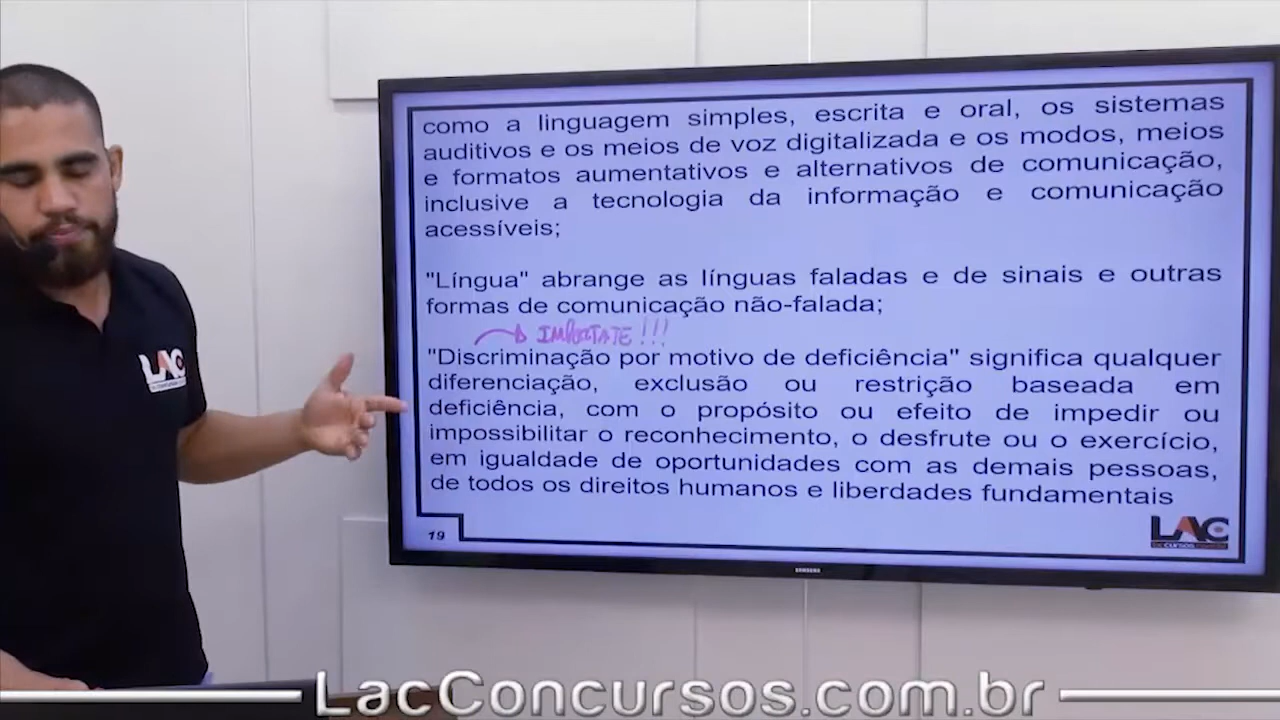 como a linguagem simples, escrita e oral, os sistemas
auditivos e os meios de voz digitalizada e os modos, meios
e formatos aumentativos e alternativos de comunicação,
inclusive a tecnologia da informação e comunicação
acessíveis;
"Língua" abrange as línguas faladas e de sinais e outras
formas de comunicação não-falada;
IMPORTATE!!!
"Discriminação por motivo de deficiência" significa qualquer
diferenciação, exclusão ou restrição baseada em
deficiência, com o propósito ou efeito de impedir ou
impossibilitar o reconhecimento, o desfrute ou o exercício,
em igualdade de oportunidades com as demais pessoas,
de todos os direitos humanos e liberdades fundamentais
19
LAC
LAC
SAMSUNG
LacConcursos.com.br